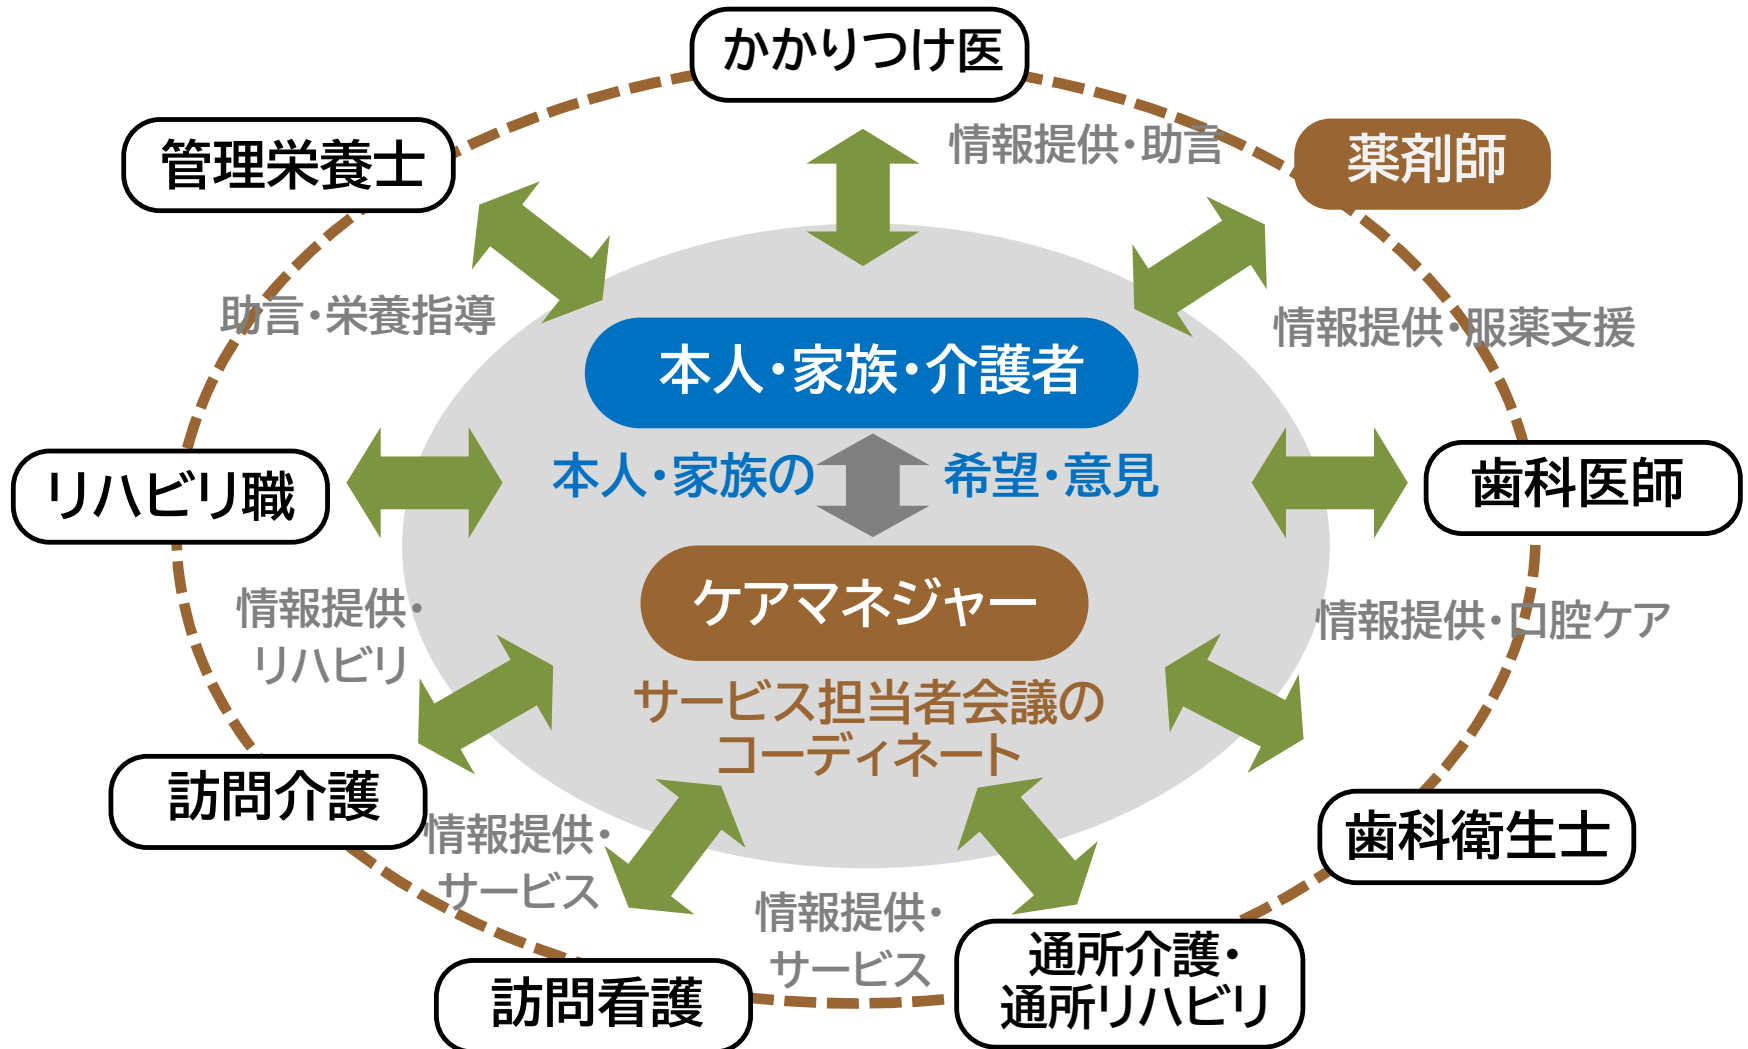 かかりつけ医
情報提供・助言
薬剤師
管理栄養士
助言・栄養指導
情報提供・服薬支援
本人・家族・介護者
本人・家族の
希望・意見
リハビリ職
歯科医師
ケアマネジャー
情報提供・
リハビリ
情報提供・口腔ケア
サービス担当者会議の
コーディネート
訪問介護
情報提供・
サービス
歯科衛生士
情報提供・
サービス
通所介護・
通所リハビリ
訪問看護